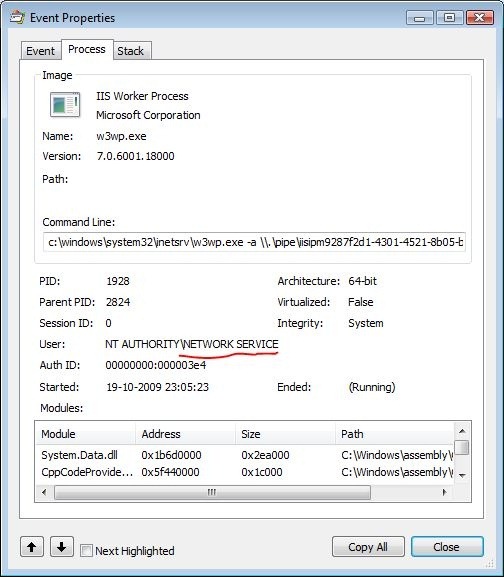 Event Properties
Event Process Stack
Image
IIS Worker Process
Microsoft Corporation
Name: w3wp.exe
Version: 7.0.6001.18000
Path:
Command Line:
c:\windows\system32\inetsrv\w3wp.exe -a \\.\pipe\iisipm9287f2d1-4301-4521-8b05-b
PID: 1928 Architecture: 64-bit
Parent PID: 2824 Virtualized: False
Session ID: 0 Integrity: System
User: NT AUTHORITY\NETWORK SERVICE
Auth ID: 00000000:000003e4
Started: 19-10-2009 23:05:23 Ended: (Running)
Modules:
Module Address Size Path
System.Data.dll 0x1b6d0000 0x2ea000 C:\Windows\assembly\
CppCodeProvide... 0x5f440000 0x1c000 C:\Windows\assembly\
Next Highlighted Copy All Close